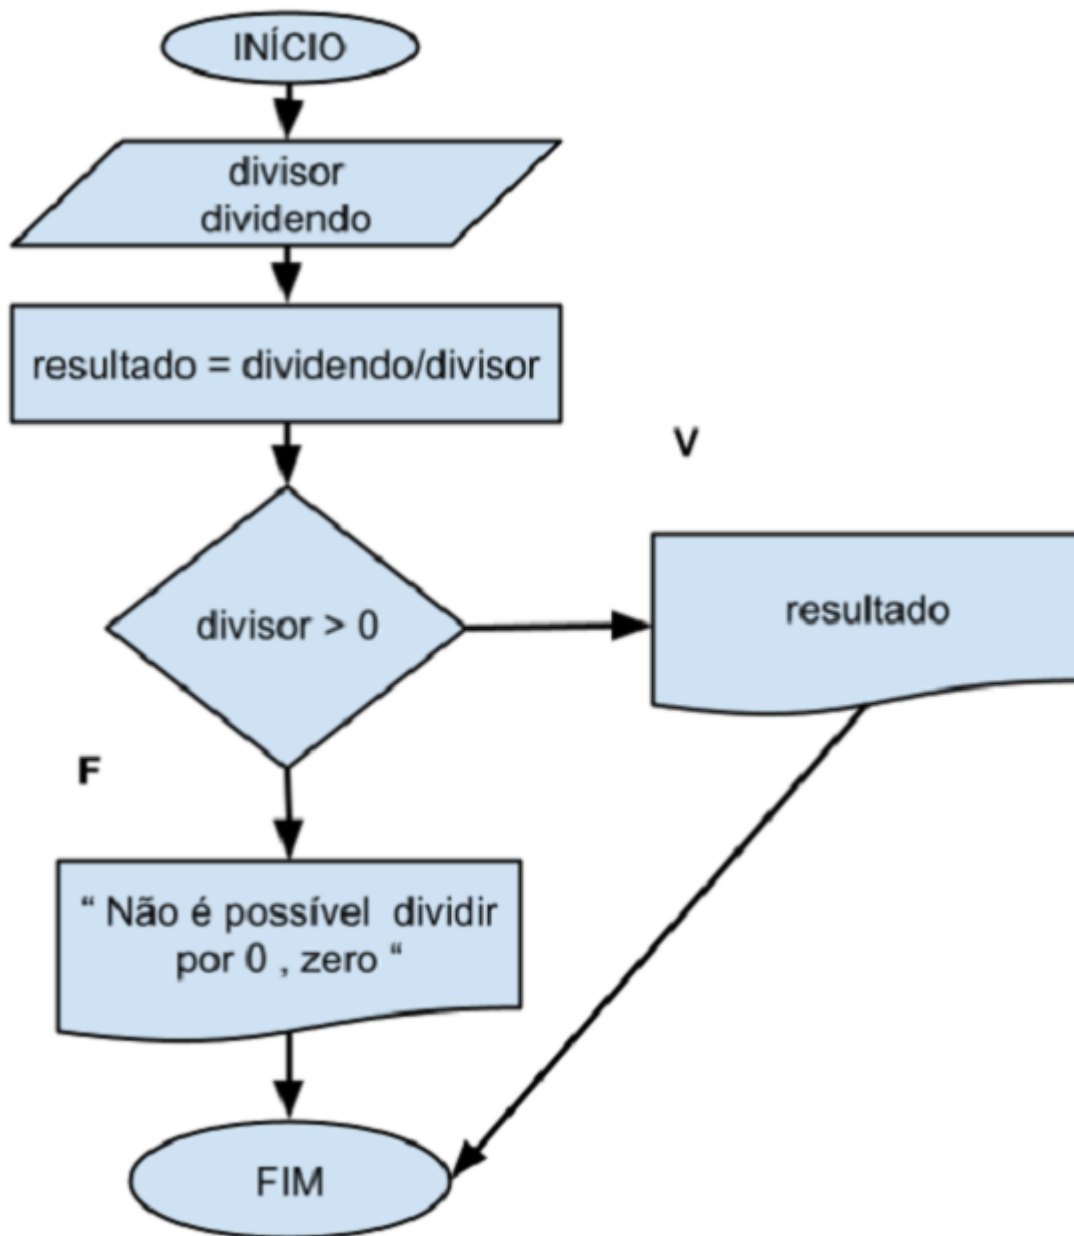 INÍCIO
divisor
dividendo
resultado = dividendo/divisor
V
divisor > 0
resultado
F
“ Não é possível dividir
por 0 , zero “
FIM